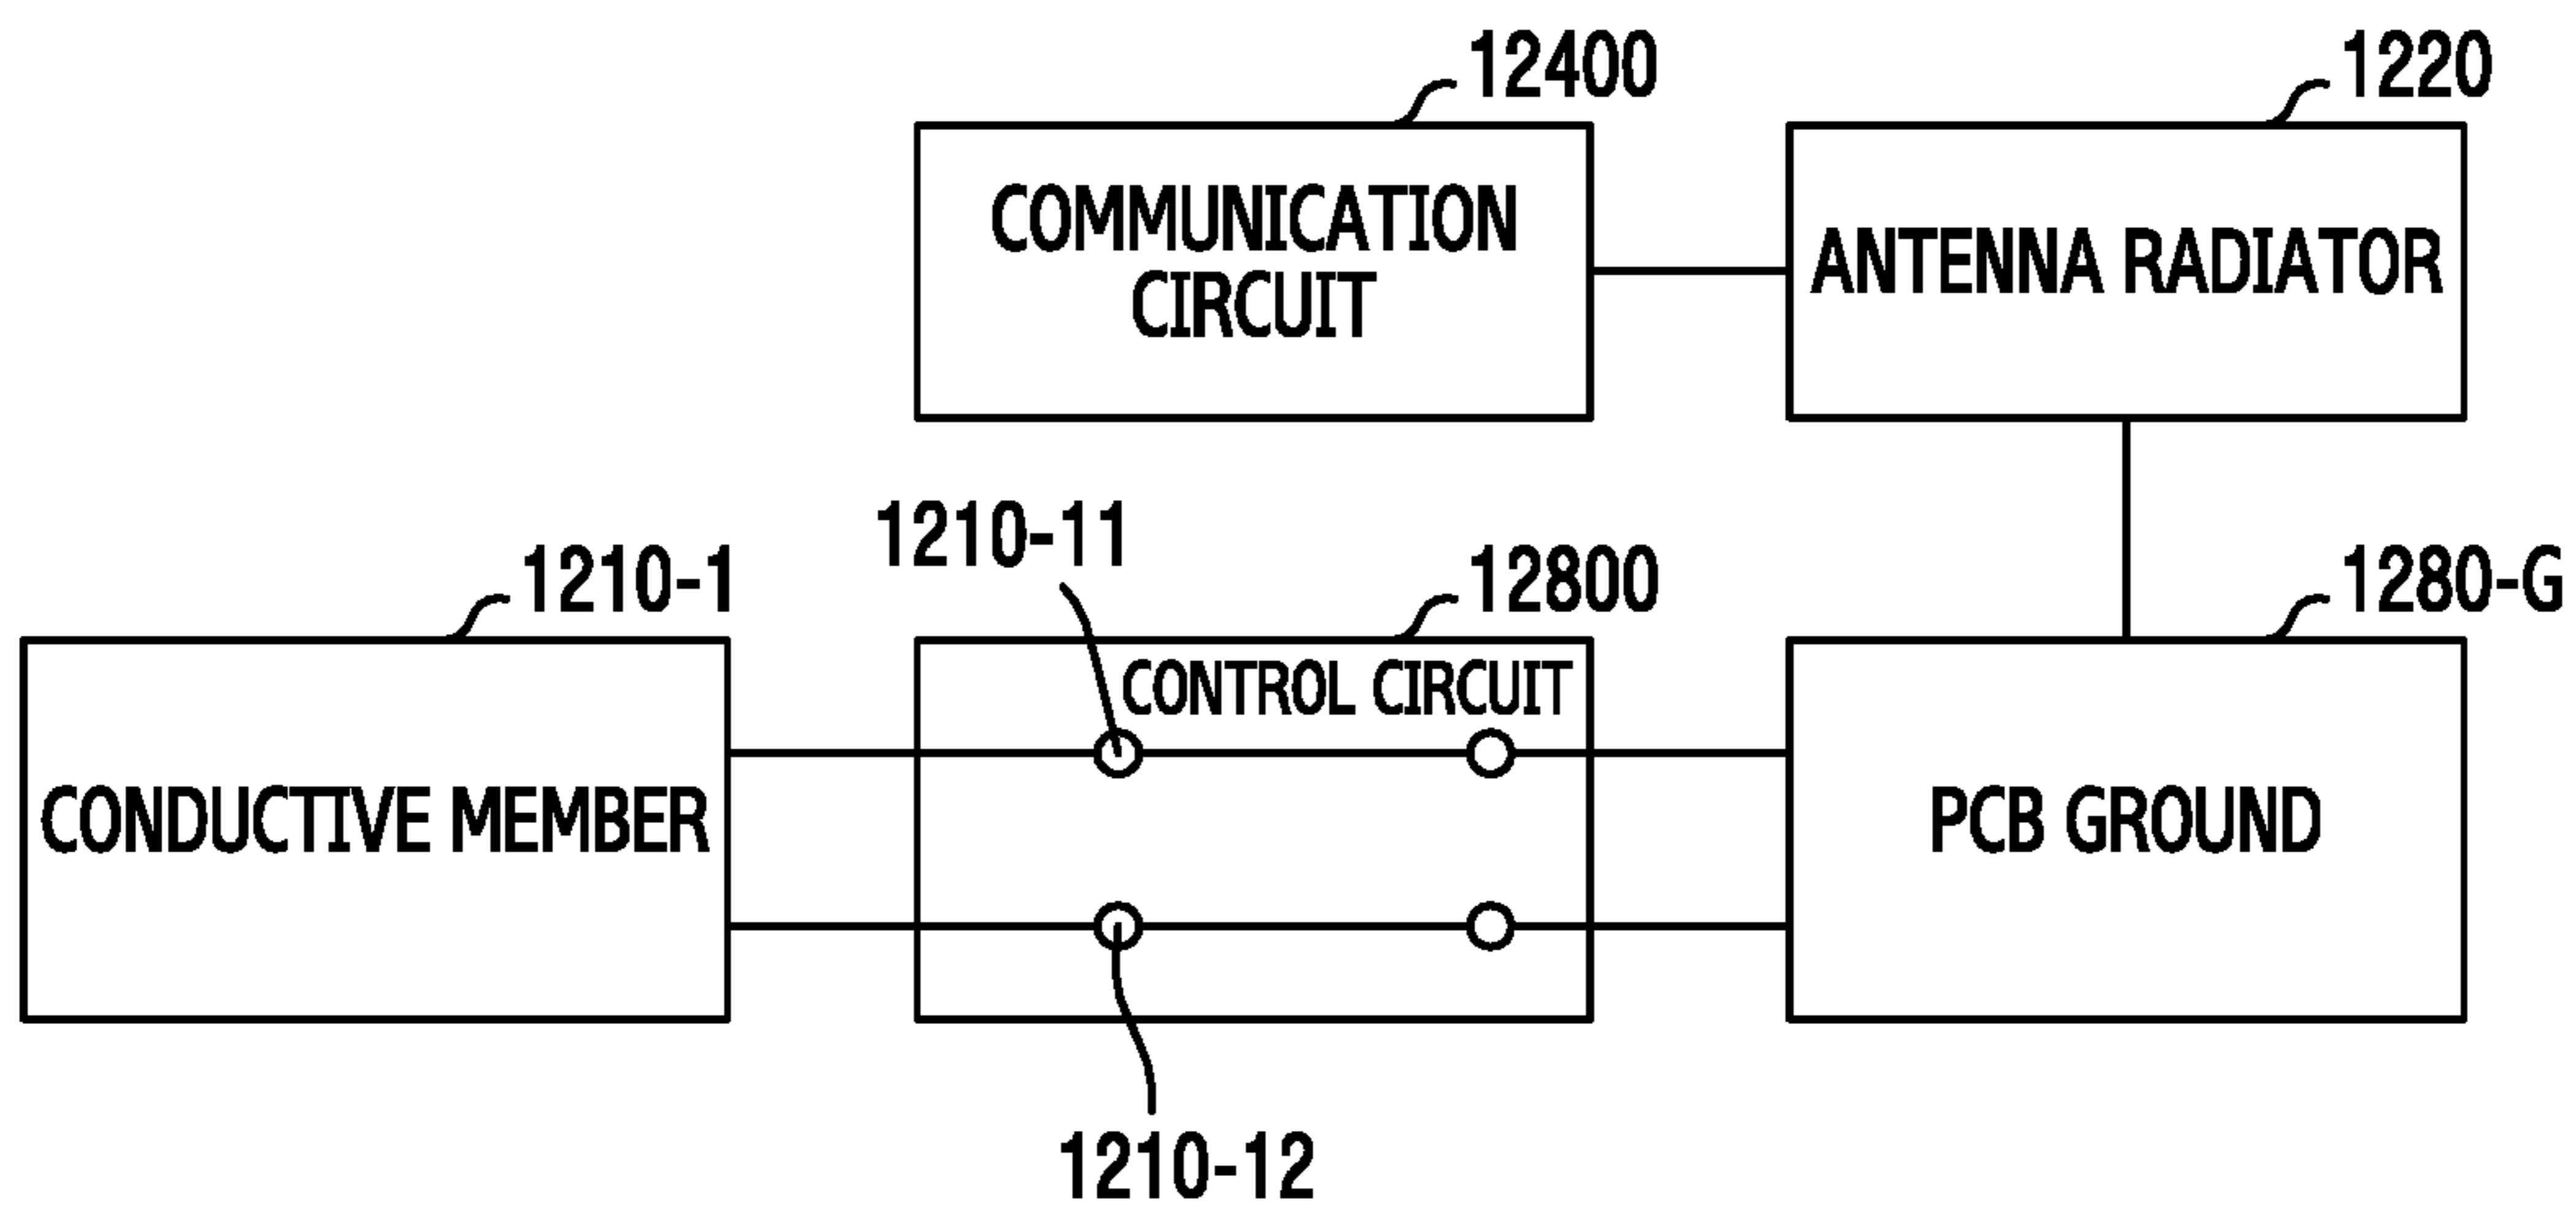 12400
1220
COMMUNICATION
CIRCUIT
ANTENNA RADIATOR
1210-11
1210-1
12800
1280-G
CONTROL CIRCUIT
CONDUCTIVE MEMBER
PCB GROUND
1210-12